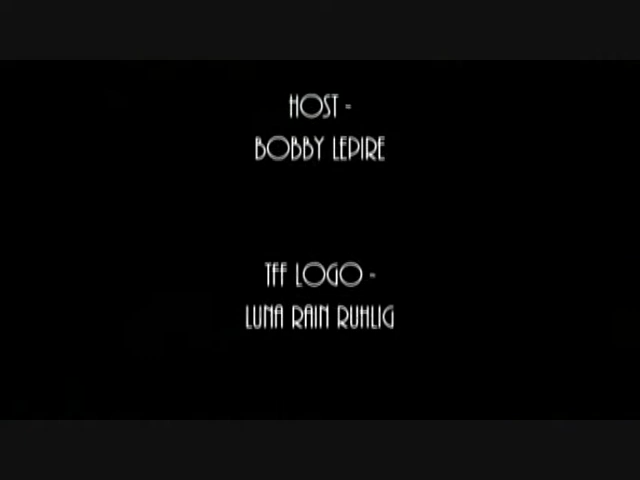 HOST -
BOBBY LEPIRE
TFF LOGO -
LUNA RAIN RUHLIG